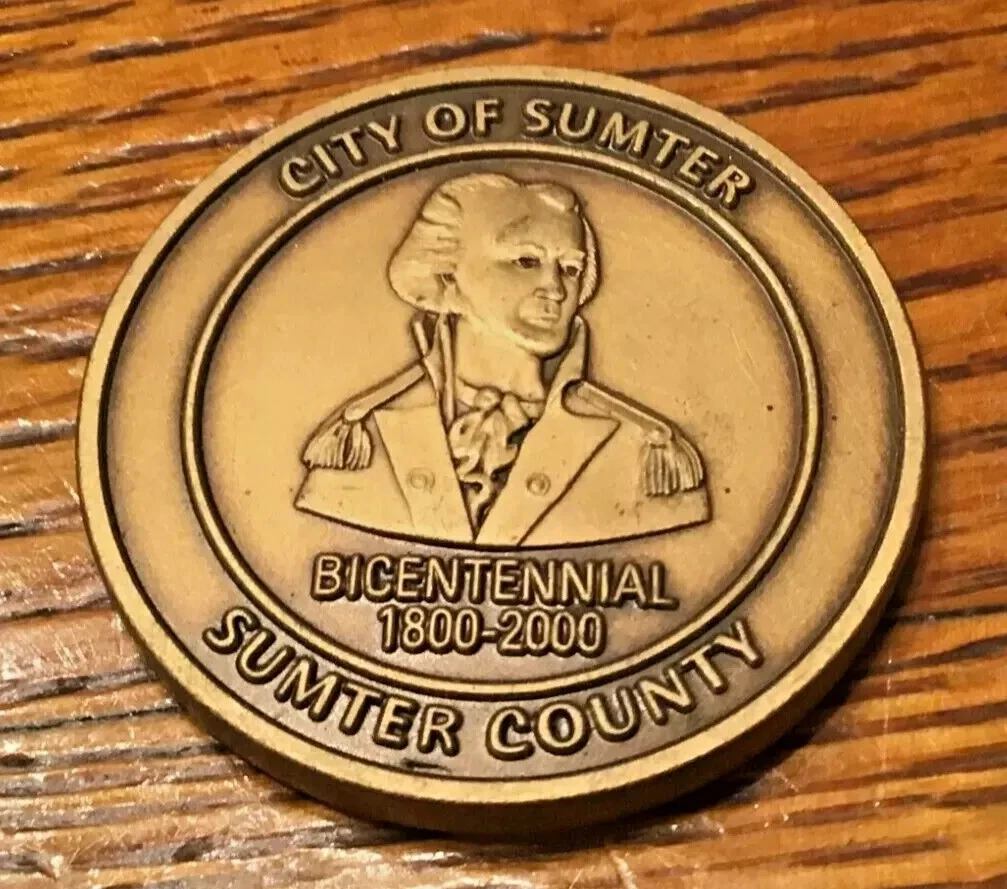 CITY OF SUMTER
BICENTENNIAL
1800-2000
SUMTER COUNTY